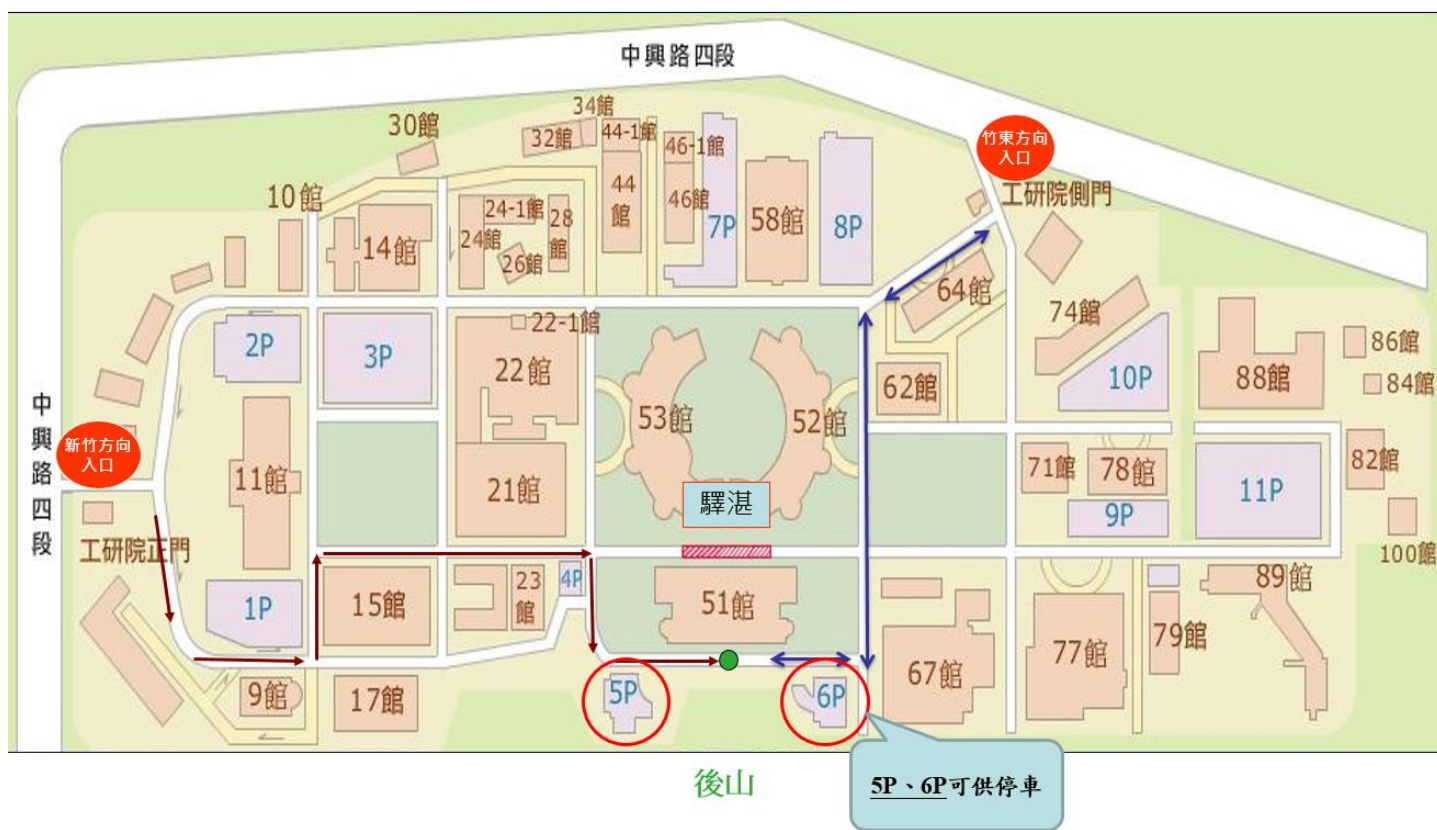 中興路四段
34館
30館
32館
44-1館
46-1館
竹東方向
入口
工研院側門
10館
14館
24-1館
24館
26館
28
館
44
館
46館
7P
58館
8P
64館
74館
2P
3P
22-1館
22館
53館
52館
62館
10P
88館
86館
84館
中
興
路
四
段
新竹方向
入口
11館
21館
驛湛
71館
78館
9P
11P
82館
100館
工研院正門
1P
15館
23
館
4P
51館
89館
9館
17館
5P
6P
67館
77館
79館
後山
5P、6P可供停車